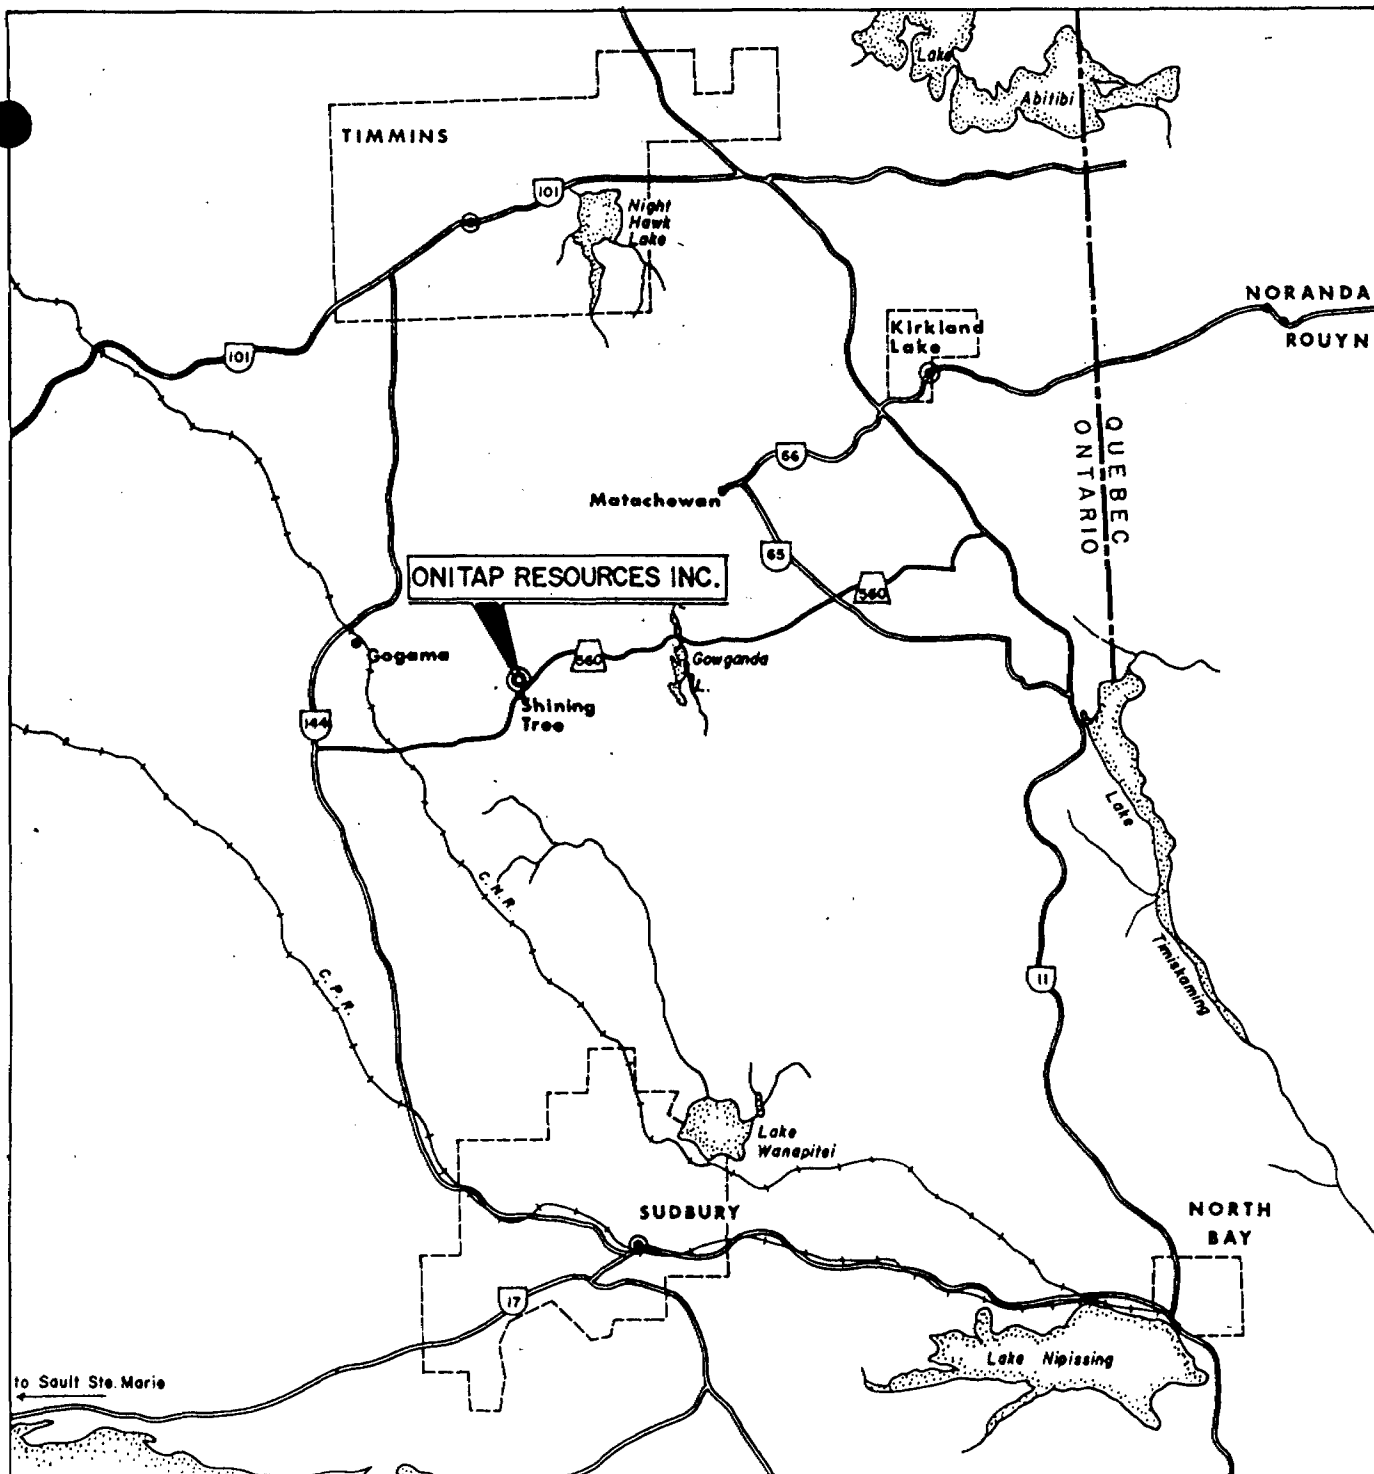 Lake
Abitibi
TIMMINS
101
Night
Hawk
Lake
NORANDA
ROUYN
Kirkland
Lake
101
QUEBEC
ONTARIO
66
Matachewan
65
ONITAP RESOURCES INC.
560
Gogama
560
Gowganda
L.
Shining
Tree
144
Lake
Timiskaming
C.N.R.
C.P.R.
11
Lake
Wanapitei
SUDBURY
NORTH
BAY
17
Lake Nipissing
to Sault Ste. Marie